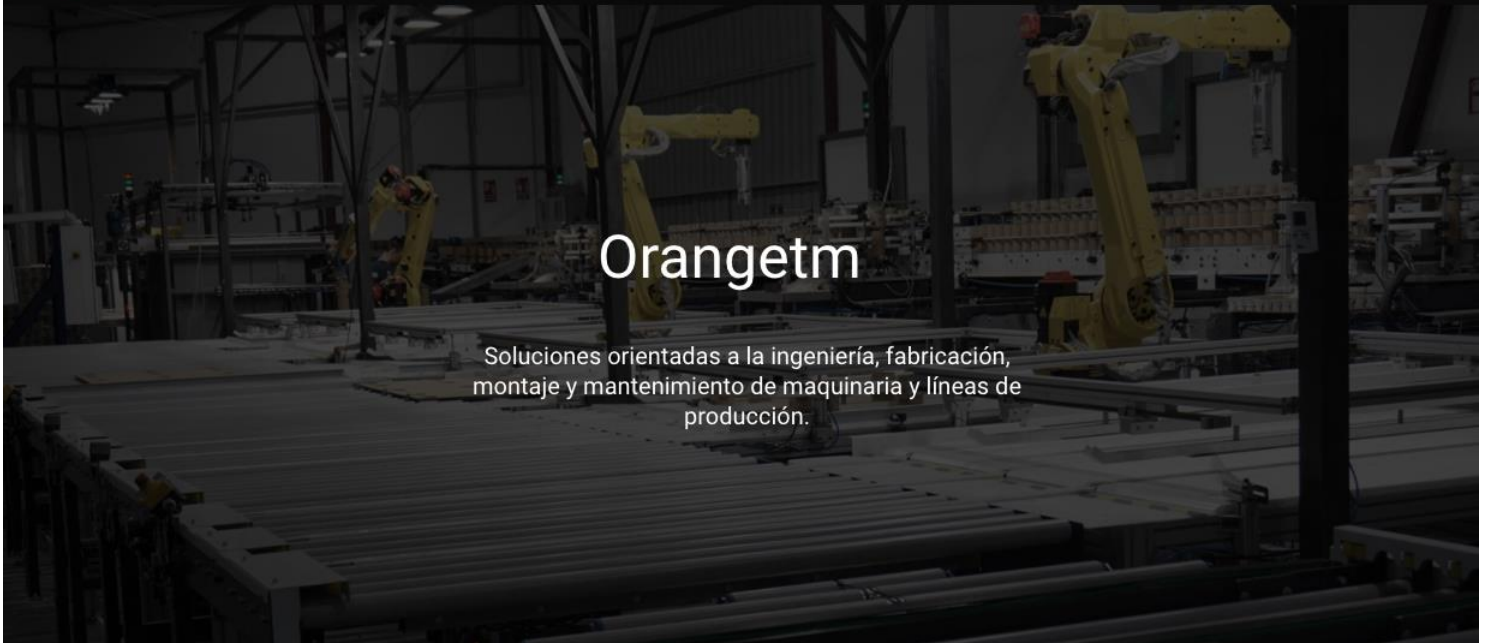 Orangetm
Soluciones orientadas a la ingeniería, fabricación,
montaje y mantenimiento de maquinaria y líneas de
producción.